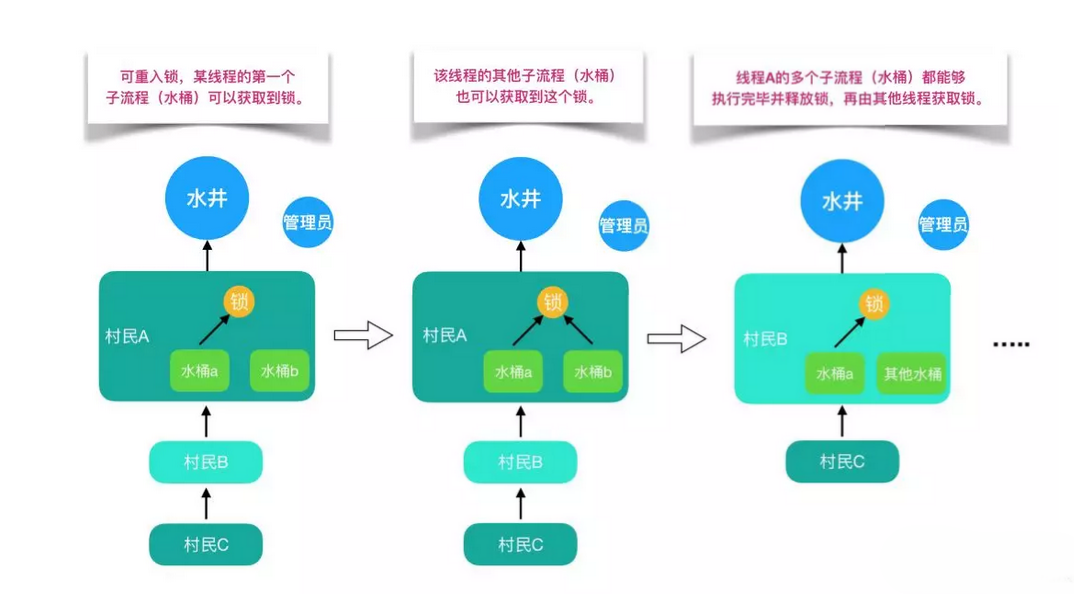 可重入锁，某线程的第一个
子流程（水桶）可以获取到锁。
水井
管理员
锁
村民A
水桶a
水桶b
村民B
村民C
该线程的其他子流程（水桶）
也可以获取到这个锁。
水井
管理员
锁
村民A
水桶a
水桶b
村民B
村民C
线程A的多个子流程（水桶）都能够
执行完毕并释放锁，再由其他线程获取锁。
水井
管理员
锁
村民B
水桶a
其他水桶
村民C
.....